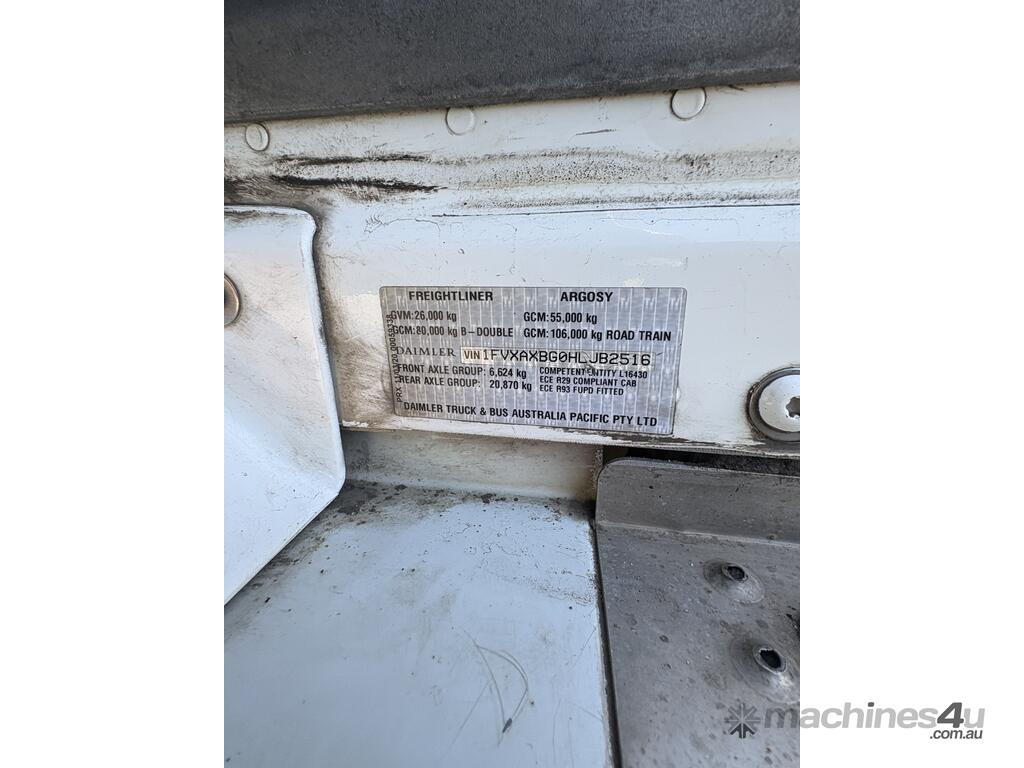 FREIGHTLINER ARGOSY
GVM: 26,000 kg GCM: 55,000 kg
GCM: 80,000 kg B-DOUBLE GCM: 106,000 kg ROAD TRAIN
DAIMLER VIN 1FVXAXBG0HLJB2516
FRONT AXLE GROUP: 6,624 kg COMPETENT ENTITY L16430
REAR AXLE GROUP: 20,870 kg ECE R29 COMPLIANT CAB
ECE R93 FUPD FITTED
DAIMLER TRUCK & BUS AUSTRALIA PACIFIC PTY LTD
machines4u
.com.au